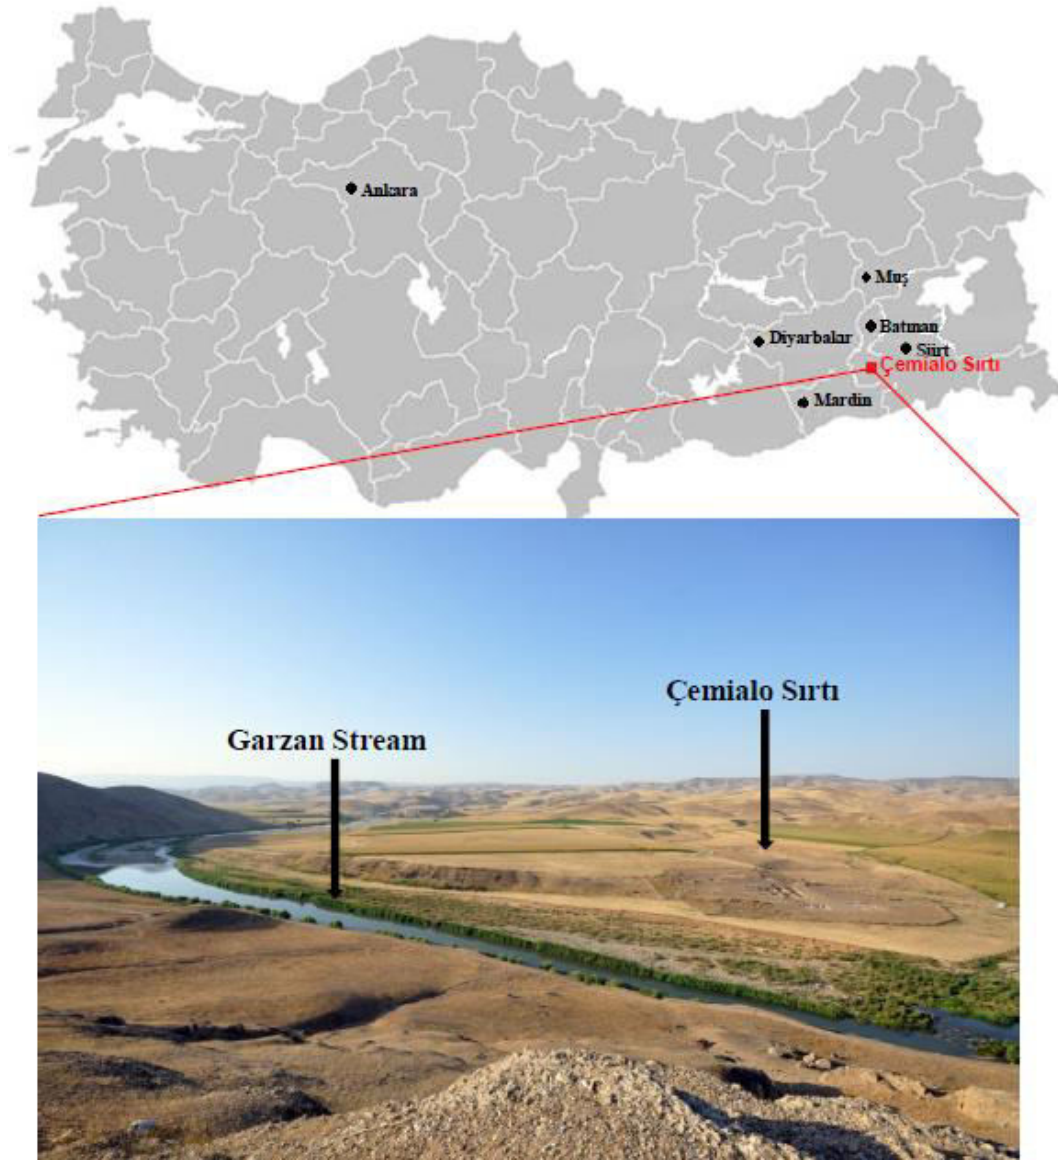 Ankara
Muş
Batman
Diyarbakır
Siirt
Çemialo Sırtı
Mardin
Çemialo Sırtı
Garzan Stream